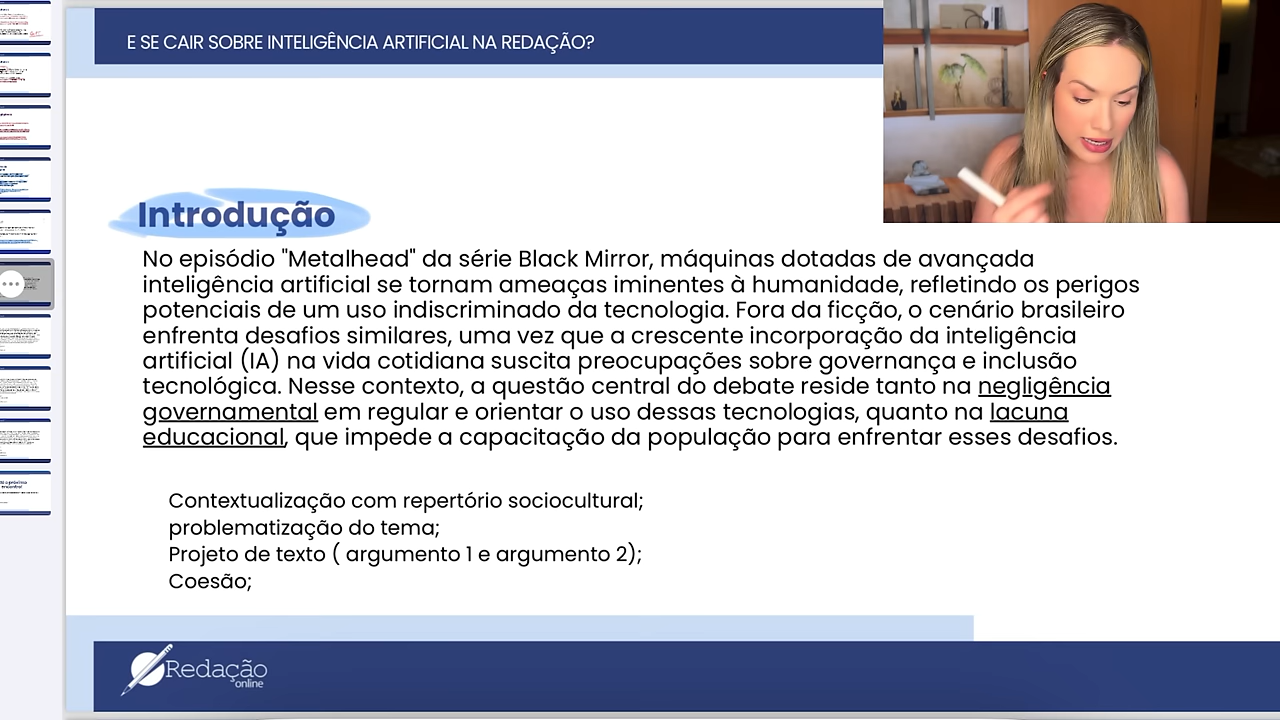 E SE CAIR SOBRE INTELIGÊNCIA ARTIFICIAL NA REDAÇÃO?
Introdução
No episódio "Metalhead" da série Black Mirror, máquinas dotadas de avançada
inteligência artificial se tornam ameaças iminentes à humanidade, refletindo os perigos
potenciais de um uso indiscriminado da tecnologia. Fora da ficção, o cenário brasileiro
enfrenta desafios similares, uma vez que a crescente incorporação da inteligência
artificial (IA) na vida cotidiana suscita preocupações sobre governança e inclusão
tecnológica. Nesse contexto, a questão central do debate reside tanto na negligência
governamental em regular e orientar o uso dessas tecnologias, quanto na lacuna
educacional, que impede a capacitação da população para enfrentar esses desafios.
Contextualização com repertório sociocultural;
problematização do tema;
Projeto de texto ( argumento 1 e argumento 2);
Coesão;
Redação
online